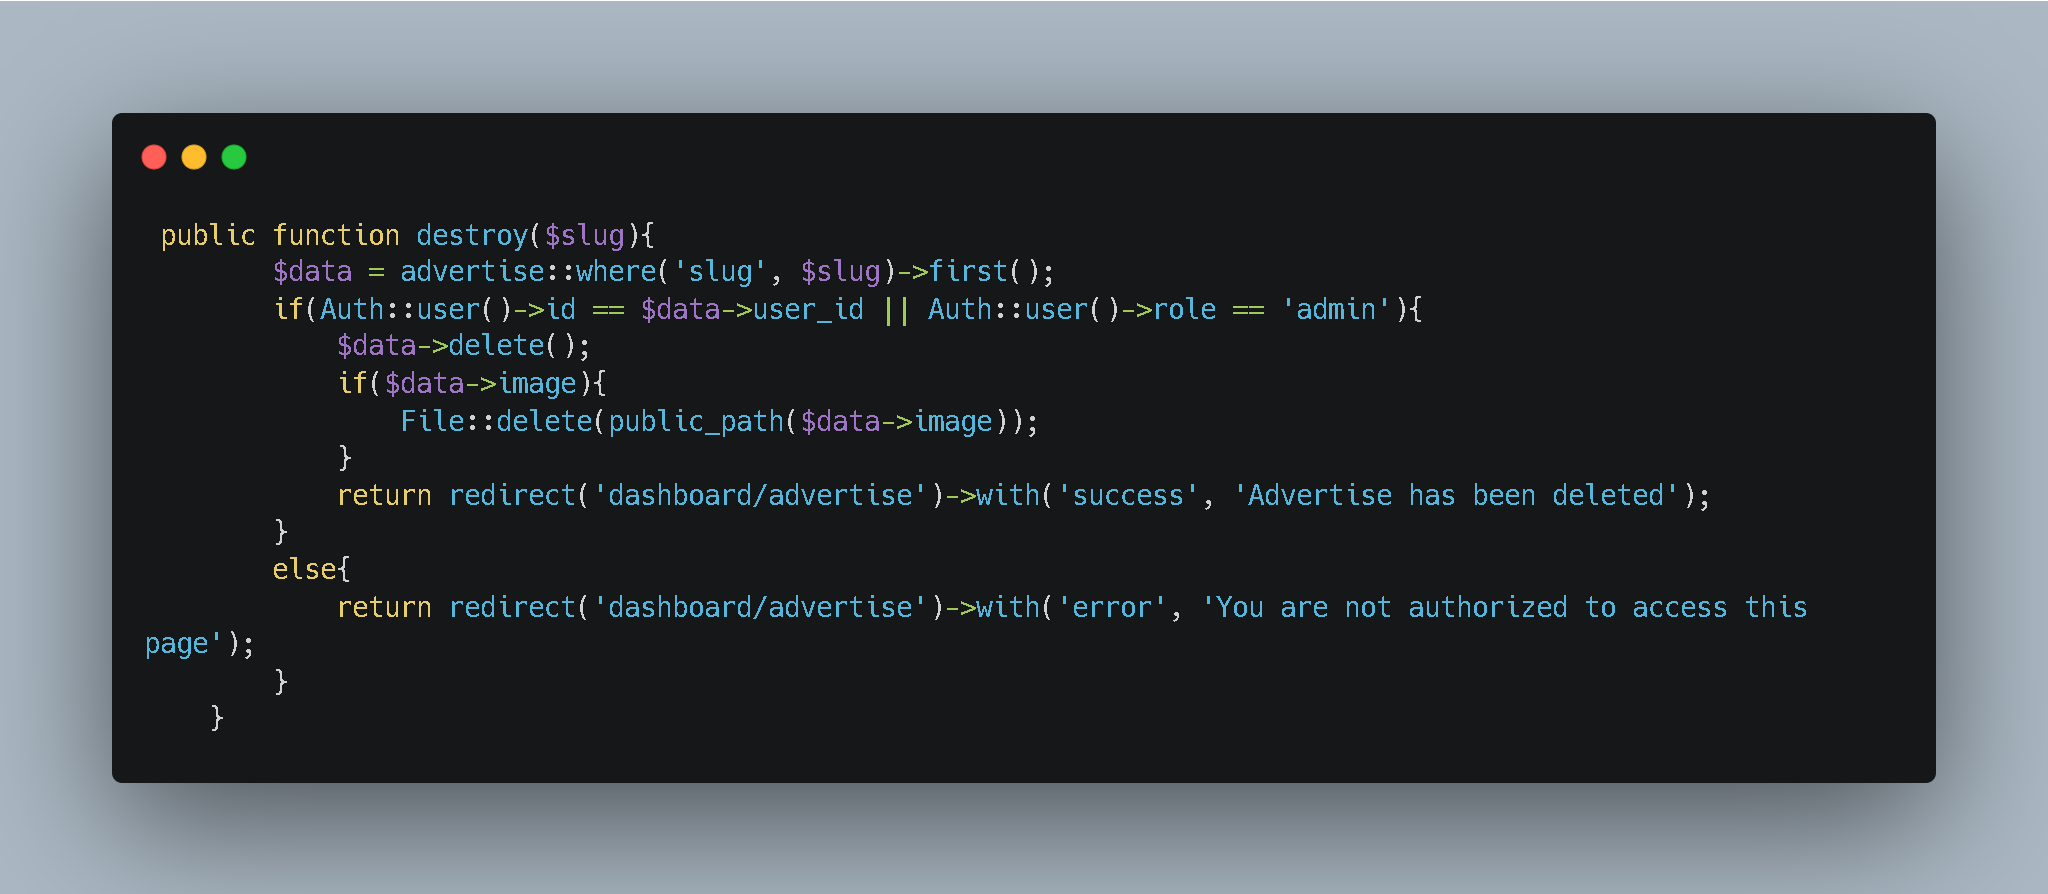 public function destroy($slug){
$data = advertise::where('slug', $slug)->first();
if(Auth::user()->id == $data->user_id || Auth::user()->role == 'admin'){
$data->delete();
if($data->image){
File::delete(public_path($data->image));
}
return redirect('dashboard/advertise')->with('success', 'Advertise has been deleted');
}
else{
return redirect('dashboard/advertise')->with('error', 'You are not authorized to access this
page');
}
}